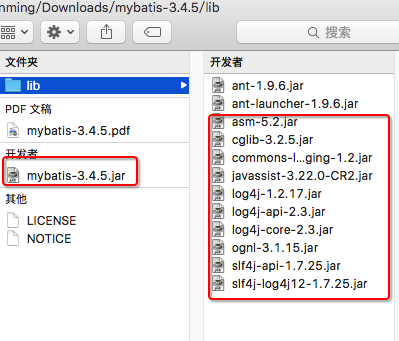 nming/Downloads/mybatis-3.4.5/lib
搜索
文件夹
lib
PDF 文稿
mybatis-3.4.5.pdf
开发者
mybatis-3.4.5.jar
其他
LICENSE
NOTICE
开发者
ant-1.9.6.jar
ant-launcher-1.9.6.jar
asm-5.2.jar
cglib-3.2.5.jar
commons-l...ging-1.2.jar
javassist-3.22.0-CR2.jar
log4j-1.2.17.jar
log4j-api-2.3.jar
log4j-core-2.3.jar
ognl-3.1.15.jar
slf4j-api-1.7.25.jar
slf4j-log4j12-1.7.25.jar